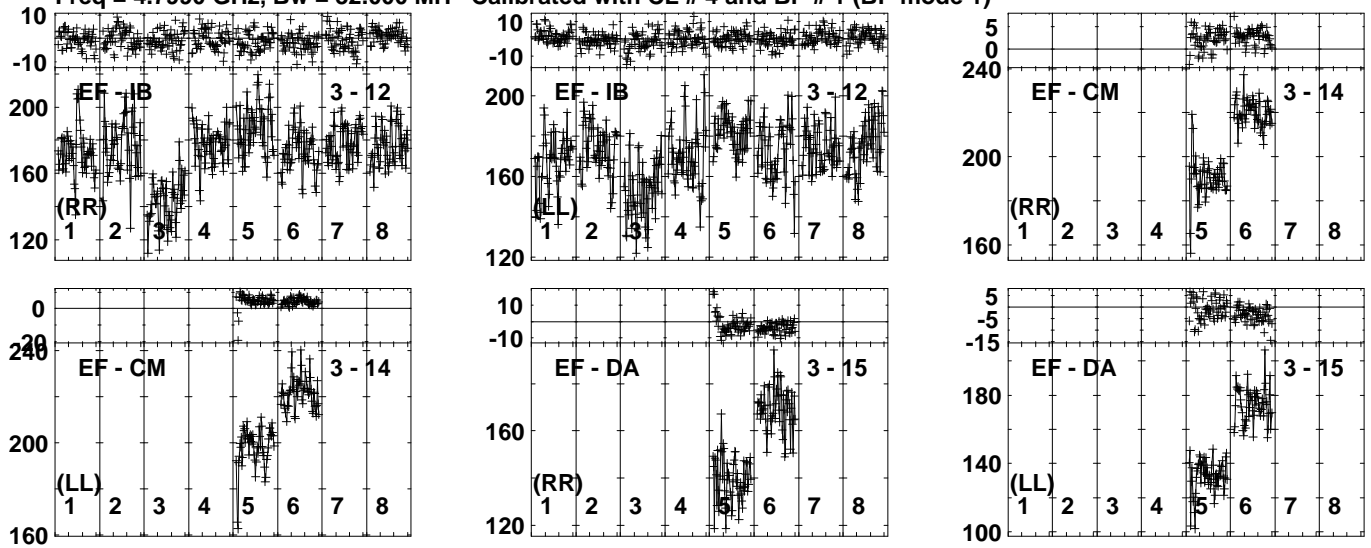 Freq = 4.7990 GHz, Bw = 32.000 MH Calibrated with CL # 4 and BP # 1 (BP mode 1)
10
-10
EF - IB 3 - 12
200
160
120
(RR)
1 2 3 4 5 6 7 8
10
-10
EF - IB 3 - 12
200
160
120
(LL)
1 2 3 4 5 6 7 8
5
0
240
EF - CM 3 - 14
200
160
(RR)
1 2 3 4 5 6 7 8
0
20
240
EF - CM 3 - 14
200
160
(LL)
1 2 3 4 5 6 7 8
10
-10
EF - DA 3 - 15
160
120
(RR)
1 2 3 4 5 6 7 8
5
-5
-15
EF - DA 3 - 15
180
140
100
(LL)
1 2 3 4 5 6 7 8